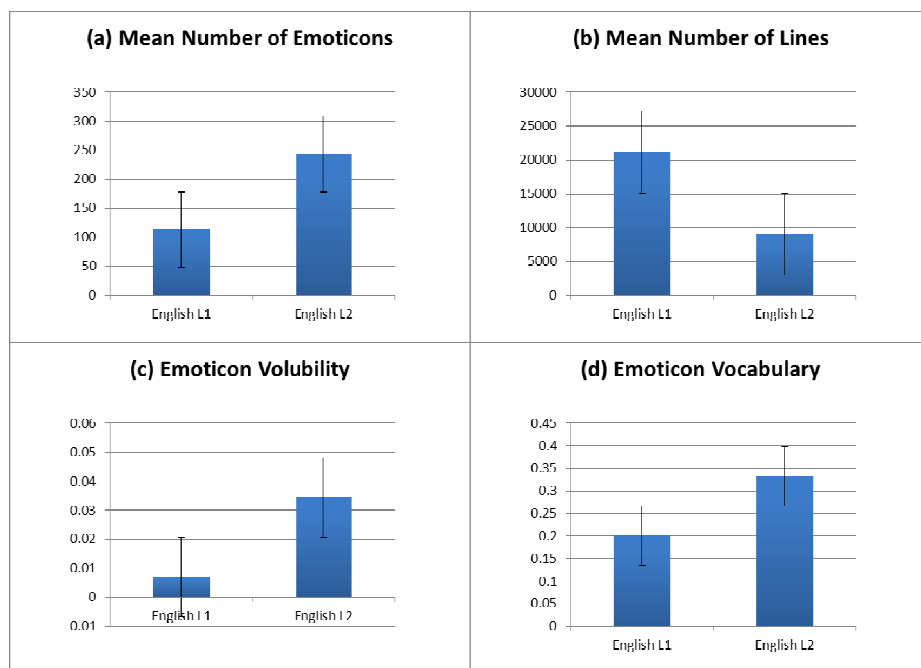 (a) Mean Number of Emoticons
350
300
250
200
150
100
50
0
English L1
English L2
(b) Mean Number of Lines
30000
25000
20000
15000
10000
5000
0
English L1
English L2
(c) Emoticon Volubility
0.06
0.05
0.04
0.03
0.02
0.01
0
0.01
English L1
English L2
(d) Emoticon Vocabulary
0.45
0.4
0.35
0.3
0.25
0.2
0.15
0.1
0.05
0
English L1
English L2